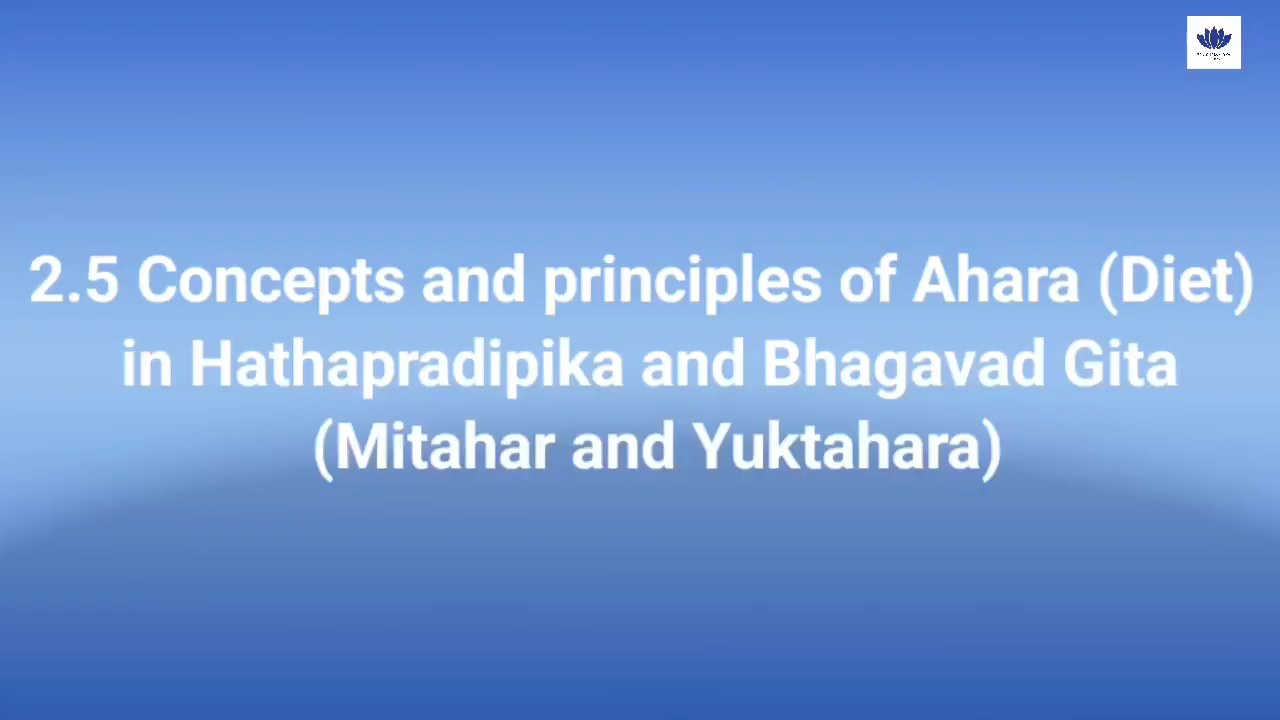 2.5 Concepts and principles of Ahara (Diet)
in Hathapradipika and Bhagavad Gita
(Mitahar and Yuktahara)